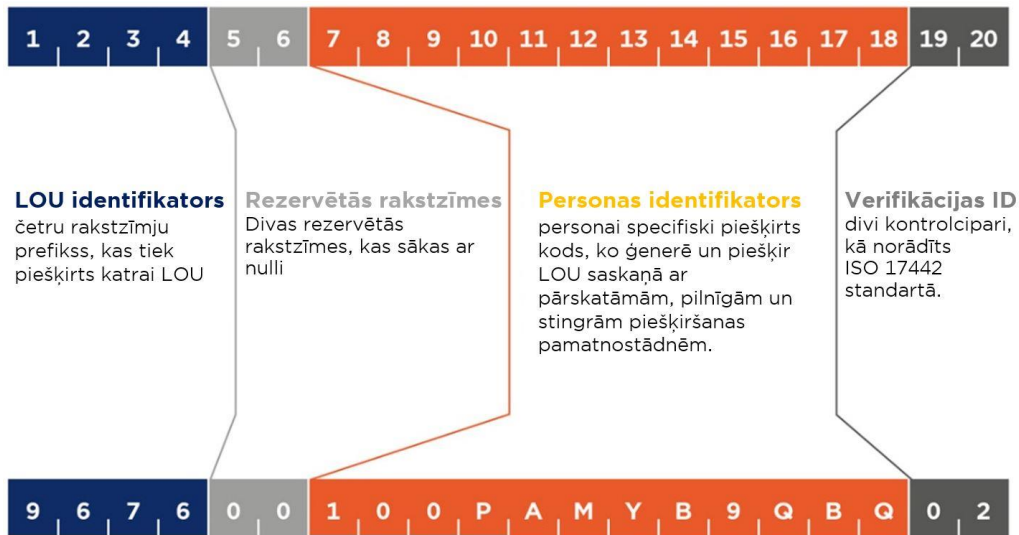 1 2 3 4 5 6 7 8 9 10 11 12 13 14 15 16 17 18 19 20
LOU identifikators
četru rakstzīmju
prefikss, kas tiek
piešķirts katrai LOU
Rezervētās rakstzīmes
Divas rezervētās
rakstzīmes, kas sākas ar
nulli
Personas identifikators
personai specifiski piešķirts
kods, ko ģenerē un piešķir
LOU saskaņā ar
pārskatāmām, pilnīgām un
stingrām piešķiršanas
pamatnostādnēm.
Verifikācijas ID
divi kontrolcipari,
kā norādīts
ISO 17442
standartā.
9 6 7 6 0 0 1 0 0 P A M Y B 9 Q B Q 0 2